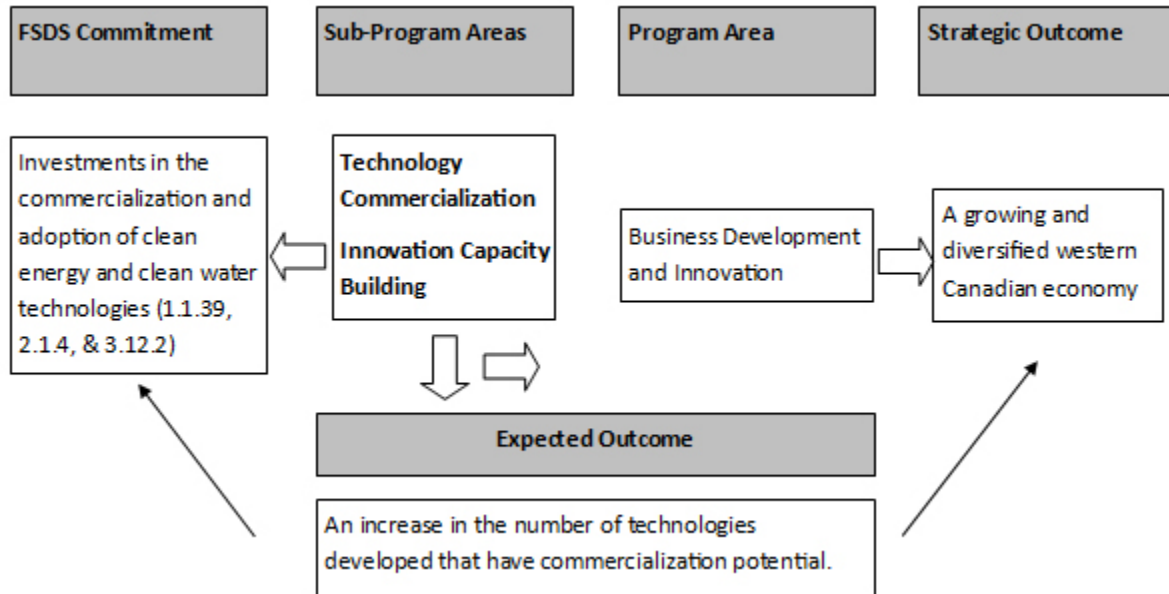 FSDS Commitment
Sub-Program Areas
Program Area
Strategic Outcome
Investments in the
commercialization and
adoption of clean
energy and clean water
technologies (1.1.39,
2.1.4, & 3.12.2)
Technology
Commercialization
Innovation Capacity
Building
Business Development
and Innovation
A growing and
diversified western
Canadian economy
Expected Outcome
An increase in the number of technologies
developed that have commercialization potential.